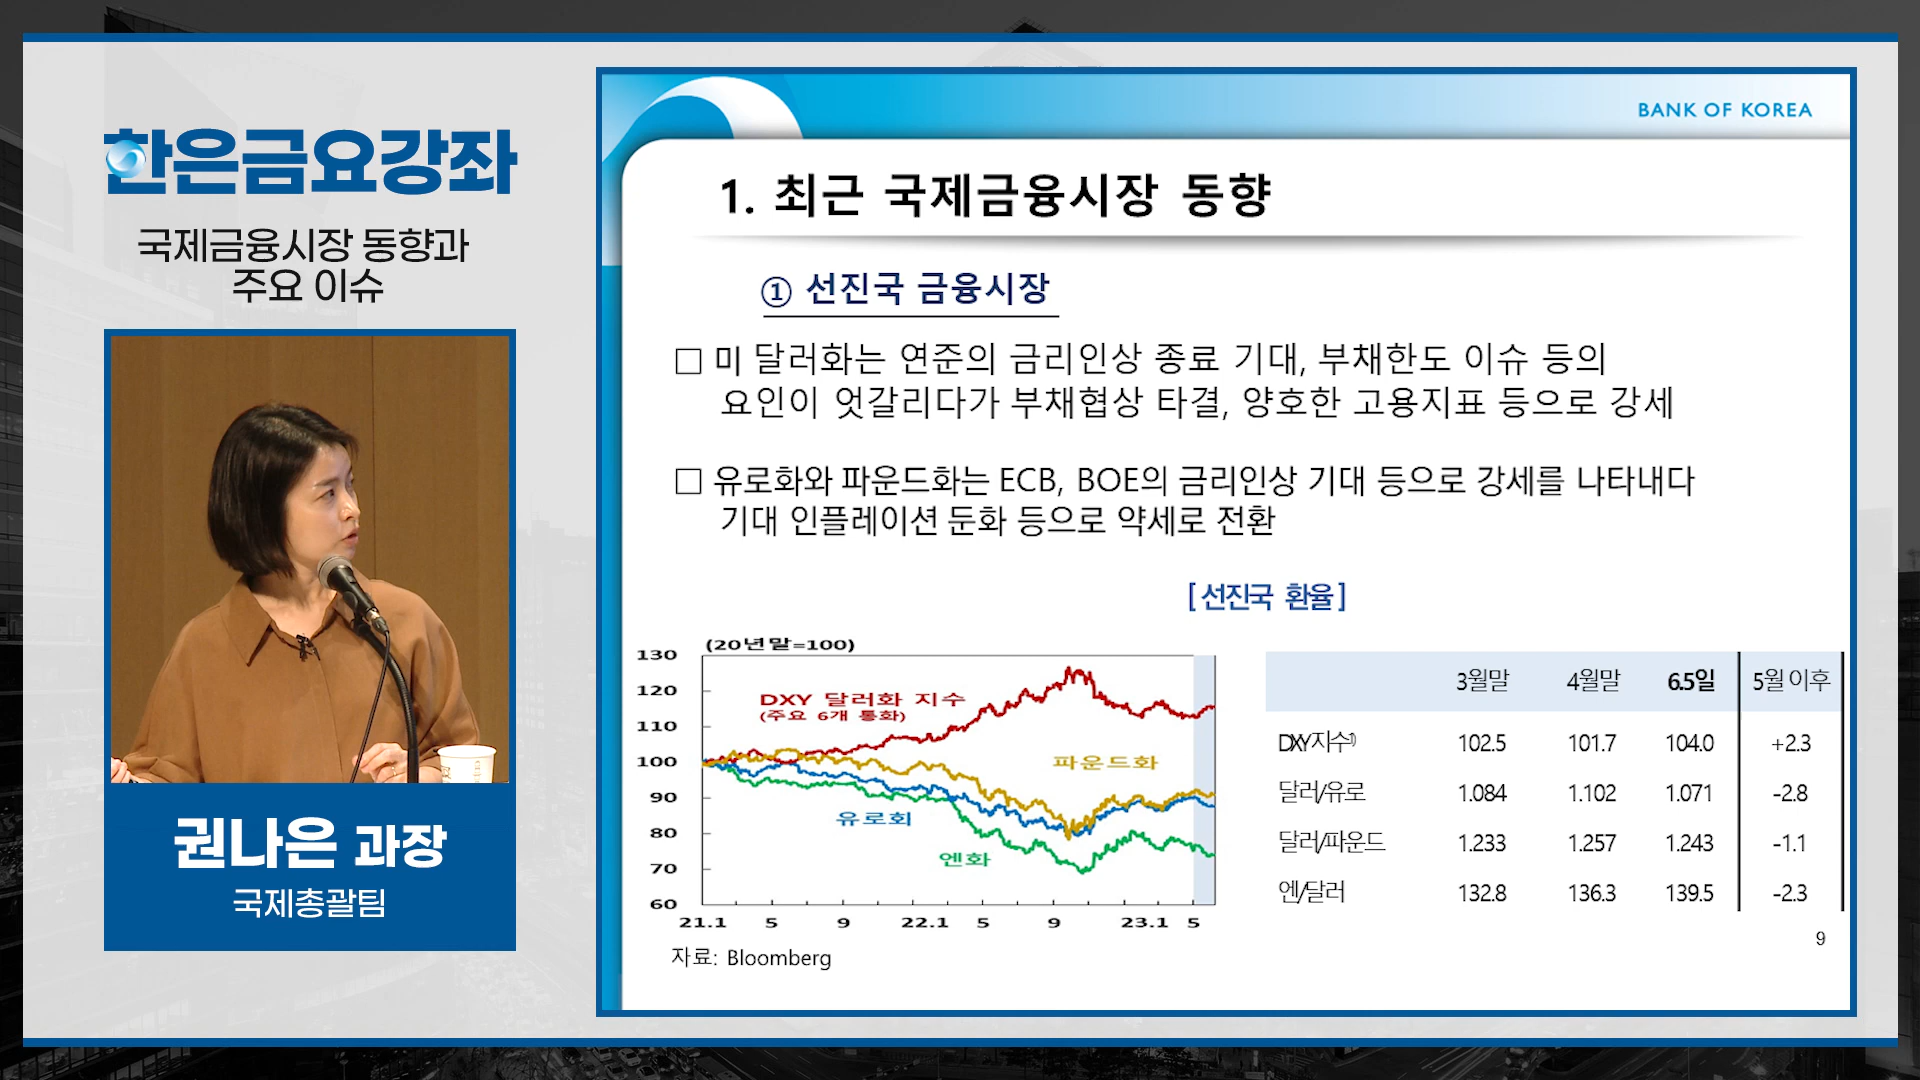 한은금요강좌
국제금융시장 동향과
주요 이슈
권나은 과장
국제총괄팀
BANK OF KOREA
1. 최근 국제금융시장 동향
① 선진국 금융시장
□ 미 달러화는 연준의 금리인상 종료 기대, 부채한도 이슈 등의
요인이 엇갈리다가 부채협상 타결, 양호한 고용지표 등으로 강세
□ 유로화와 파운드화는 ECB, BOE의 금리인상 기대 등으로 강세를 나타내다
기대 인플레이션 둔화 등으로 약세로 전환
[선진국 환율]
(20년말=100)
130
120
110
100
90
80
70
60
DXY 달러화 지수
(주요 6개 통화)
파운드화
유로회
엔화
21.1 5 9 22.1 5 9 23.1 5
자료: Bloomberg
3월말 4월말 6.5일 5월 이후
DXY지수¹⁾ 102.5 101.7 104.0 +2.3
달러/유로 1.084 1.102 1.071 -2.8
달러/파운드 1.233 1.257 1.243 -1.1
엔/달러 132.8 136.3 139.5 -2.3
9